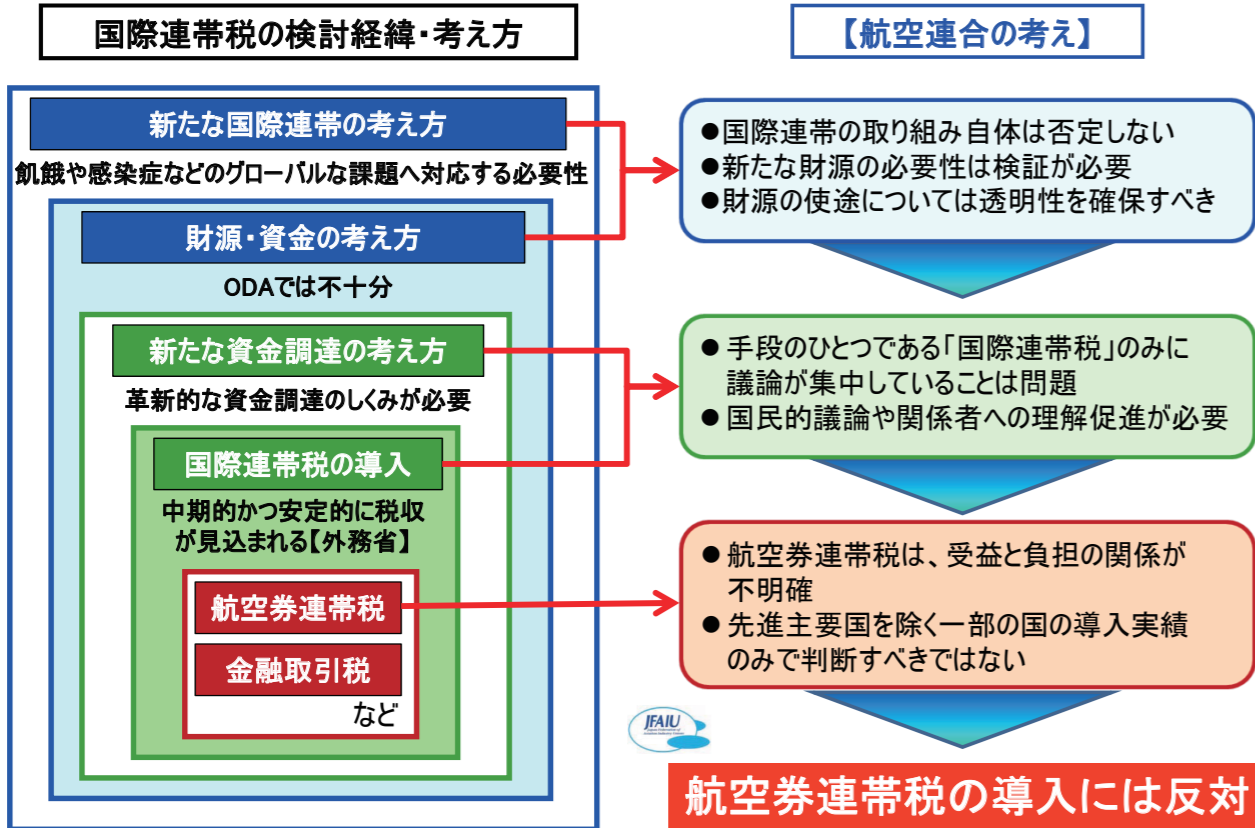 国際連帯税の検討経緯・考え方
新たな国際連帯の考え方
飢餓や感染症などのグローバルな課題へ対応する必要性
財源・資金の考え方
ODAでは不十分
新たな資金調達の考え方
革新的な資金調達のしくみが必要
国際連帯税の導入
中期的かつ安定的に税収
が見込まれる【外務省】
航空券連帯税
金融取引税
など
【航空連合の考え】
●国際連帯の取り組み自体は否定しない
●新たな財源の必要性は検証が必要
●財源の使途については透明性を確保すべき
● 手段のひとつである「国際連帯税」のみに
議論が集中していることは問題
● 国民的議論や関係者への理解促進が必要
● 航空券連帯税は、受益と負担の関係が
不明確
● 先進主要国を除く一部の国の導入実績
のみで判断すべきではない
JFAIU
航空券連帯税の導入には反対